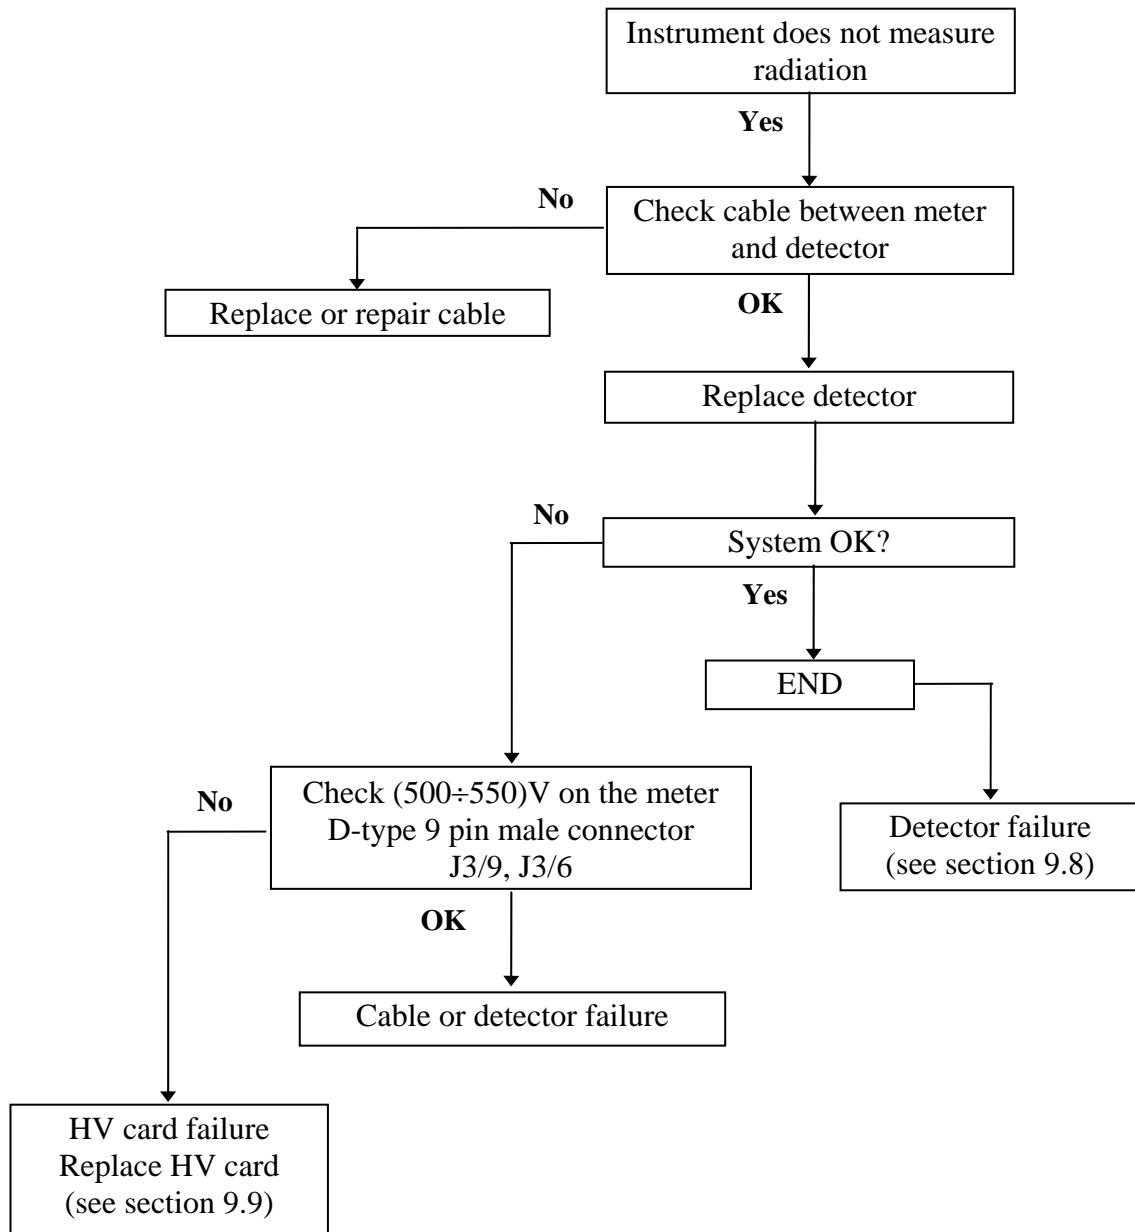 Instrument does not measure
radiation
Yes
No
Check cable between meter
and detector
Replace or repair cable
OK
Replace detector
No
System OK?
Yes
END
No
Check (500÷550)V on the meter
D-type 9 pin male connector
J3/9, J3/6
Detector failure
(see section 9.8)
OK
Cable or detector failure
HV card failure
Replace HV card
(see section 9.9)